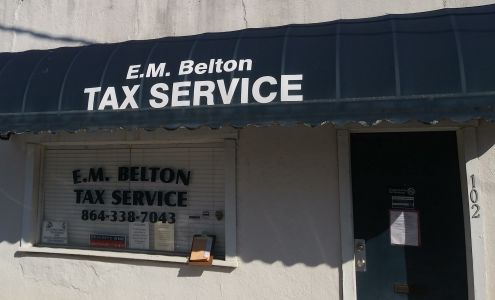 E.M. Belton
TAX SERVICE
E.M. BELTON
TAX SERVICE
864-338-7043
102